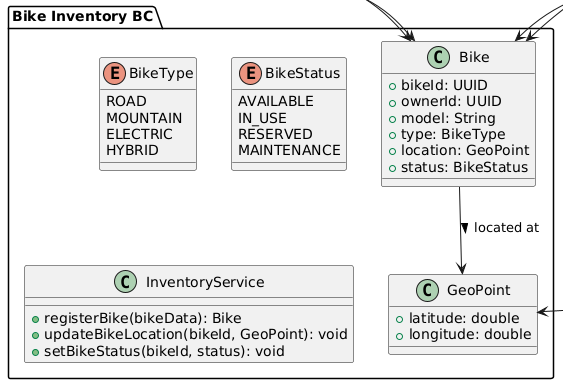 Bike Inventory BC
E BikeType
ROAD
MOUNTAIN
ELECTRIC
HYBRID
E BikeStatus
AVAILABLE
IN_USE
RESERVED
MAINTENANCE
C Bike
bikeId: UUID
ownerId: UUID
model: String
type: BikeType
location: GeoPoint
status: BikeStatus
located at
C InventoryService
registerBike(bikeData): Bike
updateBikeLocation(bikeId, GeoPoint): void
setBikeStatus(bikeId, status): void
C GeoPoint
latitude: double
longitude: double